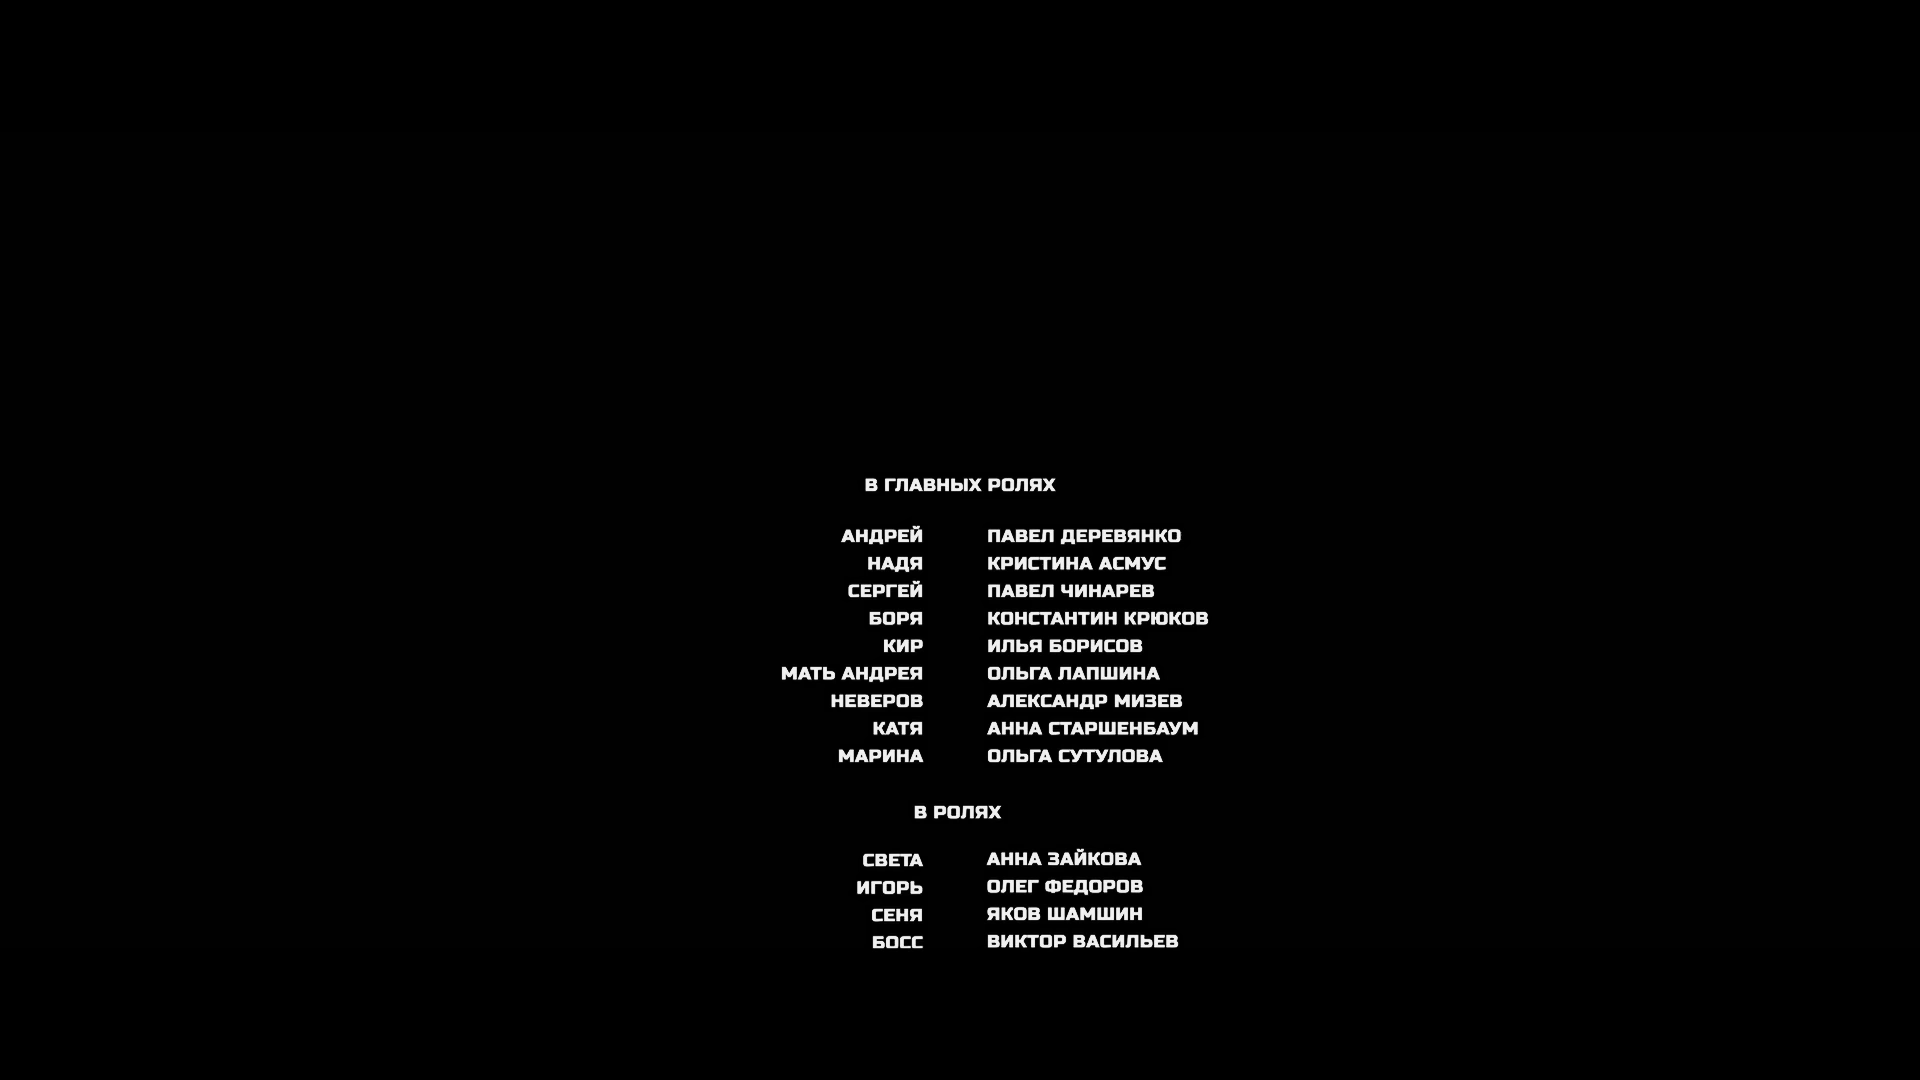 В ГЛАВНЫХ РОЛЯХ
АНДРЕЙ ПАВЕЛ ДЕРЕВЯНКО
НАДЯ КРИСТИНА АСМУС
СЕРГЕЙ ПАВЕЛ ЧИНАРЕВ
БОРЯ КОНСТАНТИН КРЮКОВ
КИР ИЛЬЯ БОРИСОВ
МАТЬ АНДРЕЯ ОЛЬГА ЛАПШИНА
НЕВЕРОВ АЛЕКСАНДР МИЗЕВ
КАТЯ АННА СТАРШЕНБАУМ
МАРИНА ОЛЬГА СУТУЛОВА
В РОЛЯХ
СВЕТА АННА ЗАЙКОВА
ИГОРЬ ОЛЕГ ФЕДОРОВ
СЕНЯ ЯКОВ ШАМШИН
БОСС ВИКТОР ВАСИЛЬЕВ